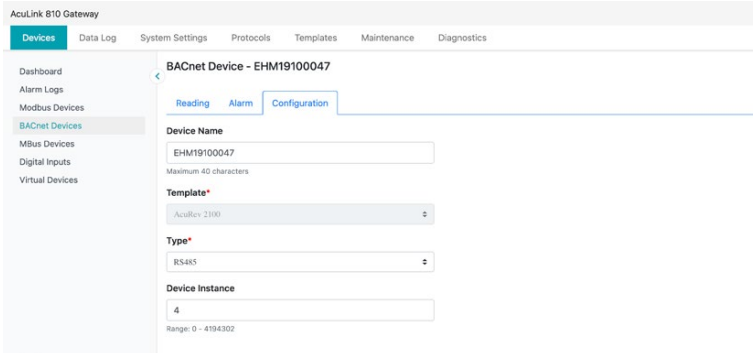 AcuLink 810 Gateway
Devices Data Log System Settings Protocols Templates Maintenance Diagnostics
Dashboard
Alarm Logs
Modbus Devices
BACnet Devices
MBus Devices
Digital Inputs
Virtual Devices
BACnet Device - EHM19100047
Reading Alarm Configuration
Device Name
EHM19100047
Maximum 40 characters
Template*
AcuRev 2100
Type*
RS485
Device Instance
4
Range: 0 - 4194302